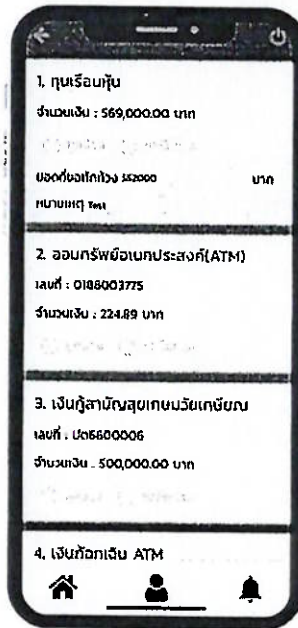 1. ทุนเรือนหุ้น
จำนวนเงิน : 569,000.00 บาท
ยอดที่ขอทักท้วง 552000 บาท
หมายเหตุ Test
2. ออมทรัพย์อเนกประสงค์(ATM)
เลขที่ : 0188003775
จำนวนเงิน : 224.89 บาท
3. เงินกู้สามัญสุขเกษมวัยเกษียณ
เลขที่ : ปต6600006
จำนวนเงิน : 500,000.00 บาท
4. เงินกู้ฉุกเฉิน ATM